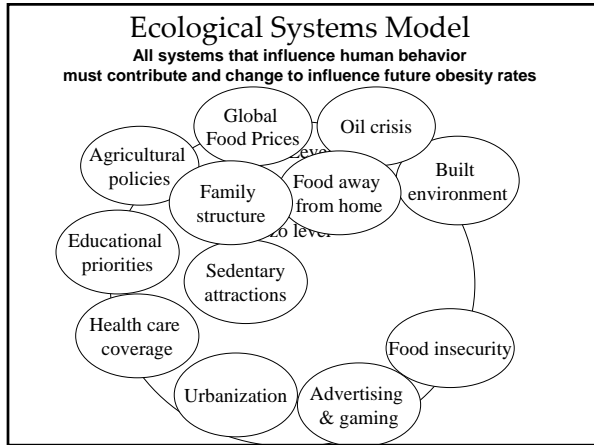 Ecological Systems Model
All systems that influence human behavior
must contribute and change to influence future obesity rates
Global
Food Prices
Oil crisis
Agricultural
policies
Family
structure
Food away
from home
Built
environment
Educational
priorities
Sedentary
attractions
Health care
coverage
Food insecurity
Urbanization
Advertising
& gaming